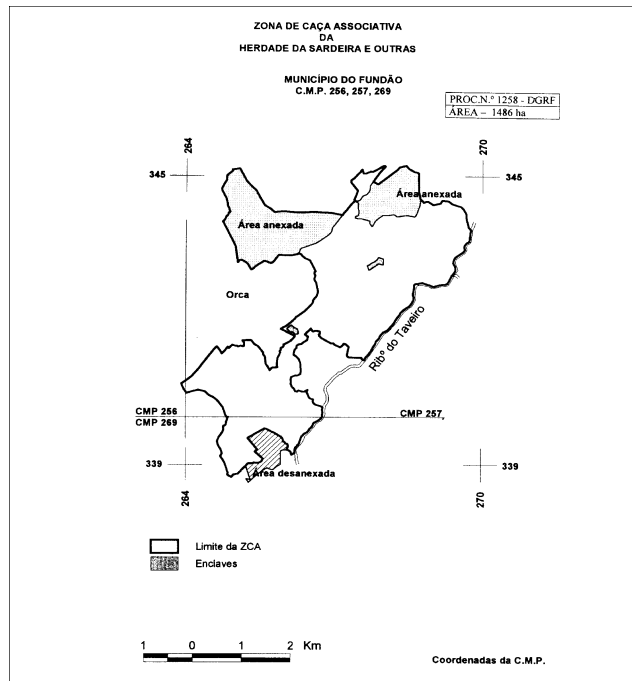 ZONA DE CAÇA ASSOCIATIVA
DA
HERDADE DA SARDEIRA E OUTRAS
MUNICÍPIO DO FUNDÃO
C.M.P. 256, 257, 269
PROC.N.º 1258 - DGRF
ÁREA – 1486 ha
264
270
345
345
Área anexada
Área anexada
Orca
Ribº do Taveiro
CMP 256
CMP 257
CMP 269
339
339
Área desanexada
264
270
Limite da ZCA
Enclaves
1 0 1 2 Km
Coordenadas da C.M.P.